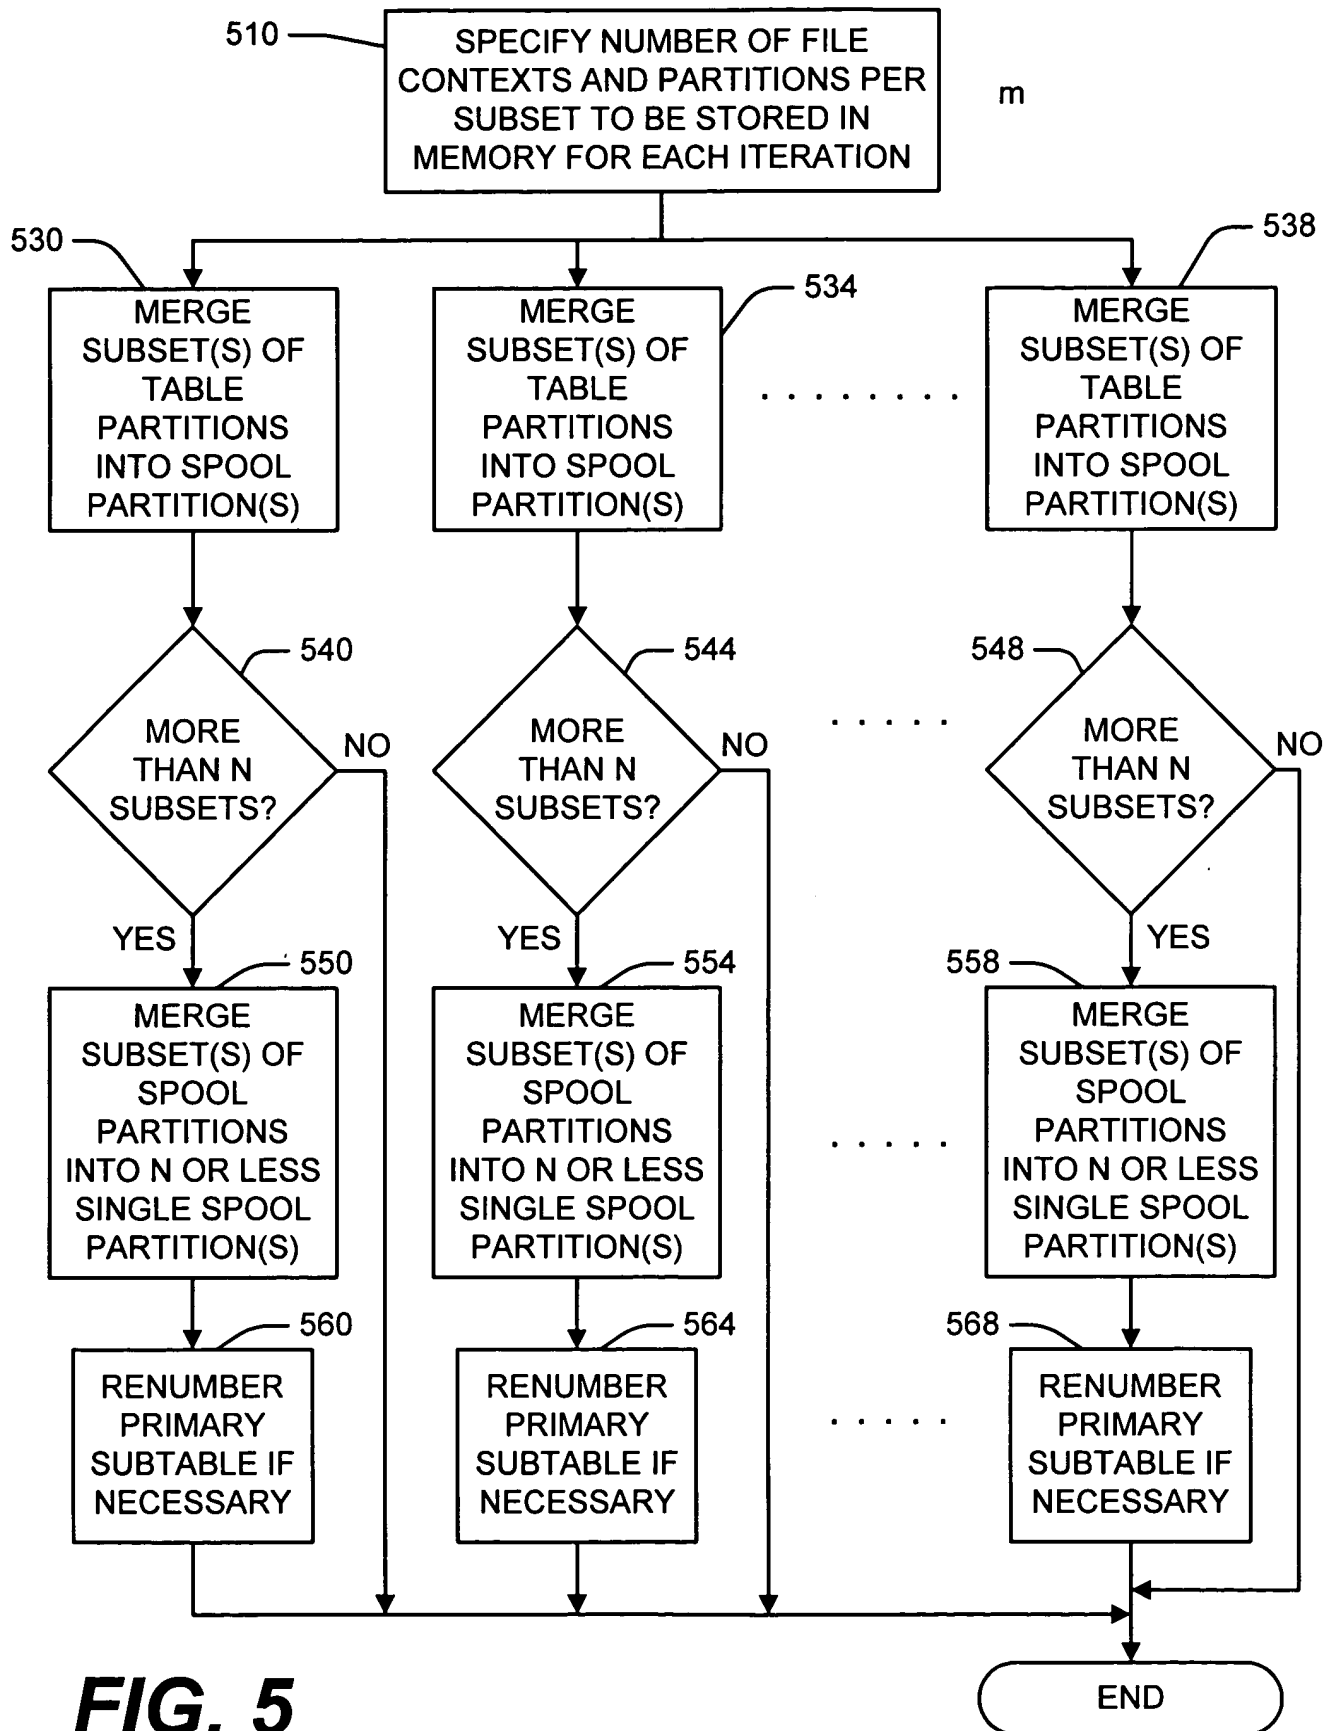 510
SPECIFY NUMBER OF FILE
CONTEXTS AND PARTITIONS PER
SUBSET TO BE STORED IN
MEMORY FOR EACH ITERATION
m
530
MERGE
SUBSET(S) OF
TABLE
PARTITIONS
INTO SPOOL
PARTITION(S)
534
MERGE
SUBSET(S) OF
TABLE
PARTITIONS
INTO SPOOL
PARTITION(S)
. . . . . . . .
538
MERGE
SUBSET(S) OF
TABLE
PARTITIONS
INTO SPOOL
PARTITION(S)
540
MORE
THAN N
SUBSETS?
NO
YES
544
MORE
THAN N
SUBSETS?
NO
YES
. . . . .
548
MORE
THAN N
SUBSETS?
NO
YES
550
MERGE
SUBSET(S) OF
SPOOL
PARTITIONS
INTO N OR LESS
SINGLE SPOOL
PARTITION(S)
554
MERGE
SUBSET(S) OF
SPOOL
PARTITIONS
INTO N OR LESS
SINGLE SPOOL
PARTITION(S)
. . . . .
558
MERGE
SUBSET(S) OF
SPOOL
PARTITIONS
INTO N OR LESS
SINGLE SPOOL
PARTITION(S)
560
RENUMBER
PRIMARY
SUBTABLE IF
NECESSARY
564
RENUMBER
PRIMARY
SUBTABLE IF
NECESSARY
. . . . .
568
RENUMBER
PRIMARY
SUBTABLE IF
NECESSARY
END
FIG. 5